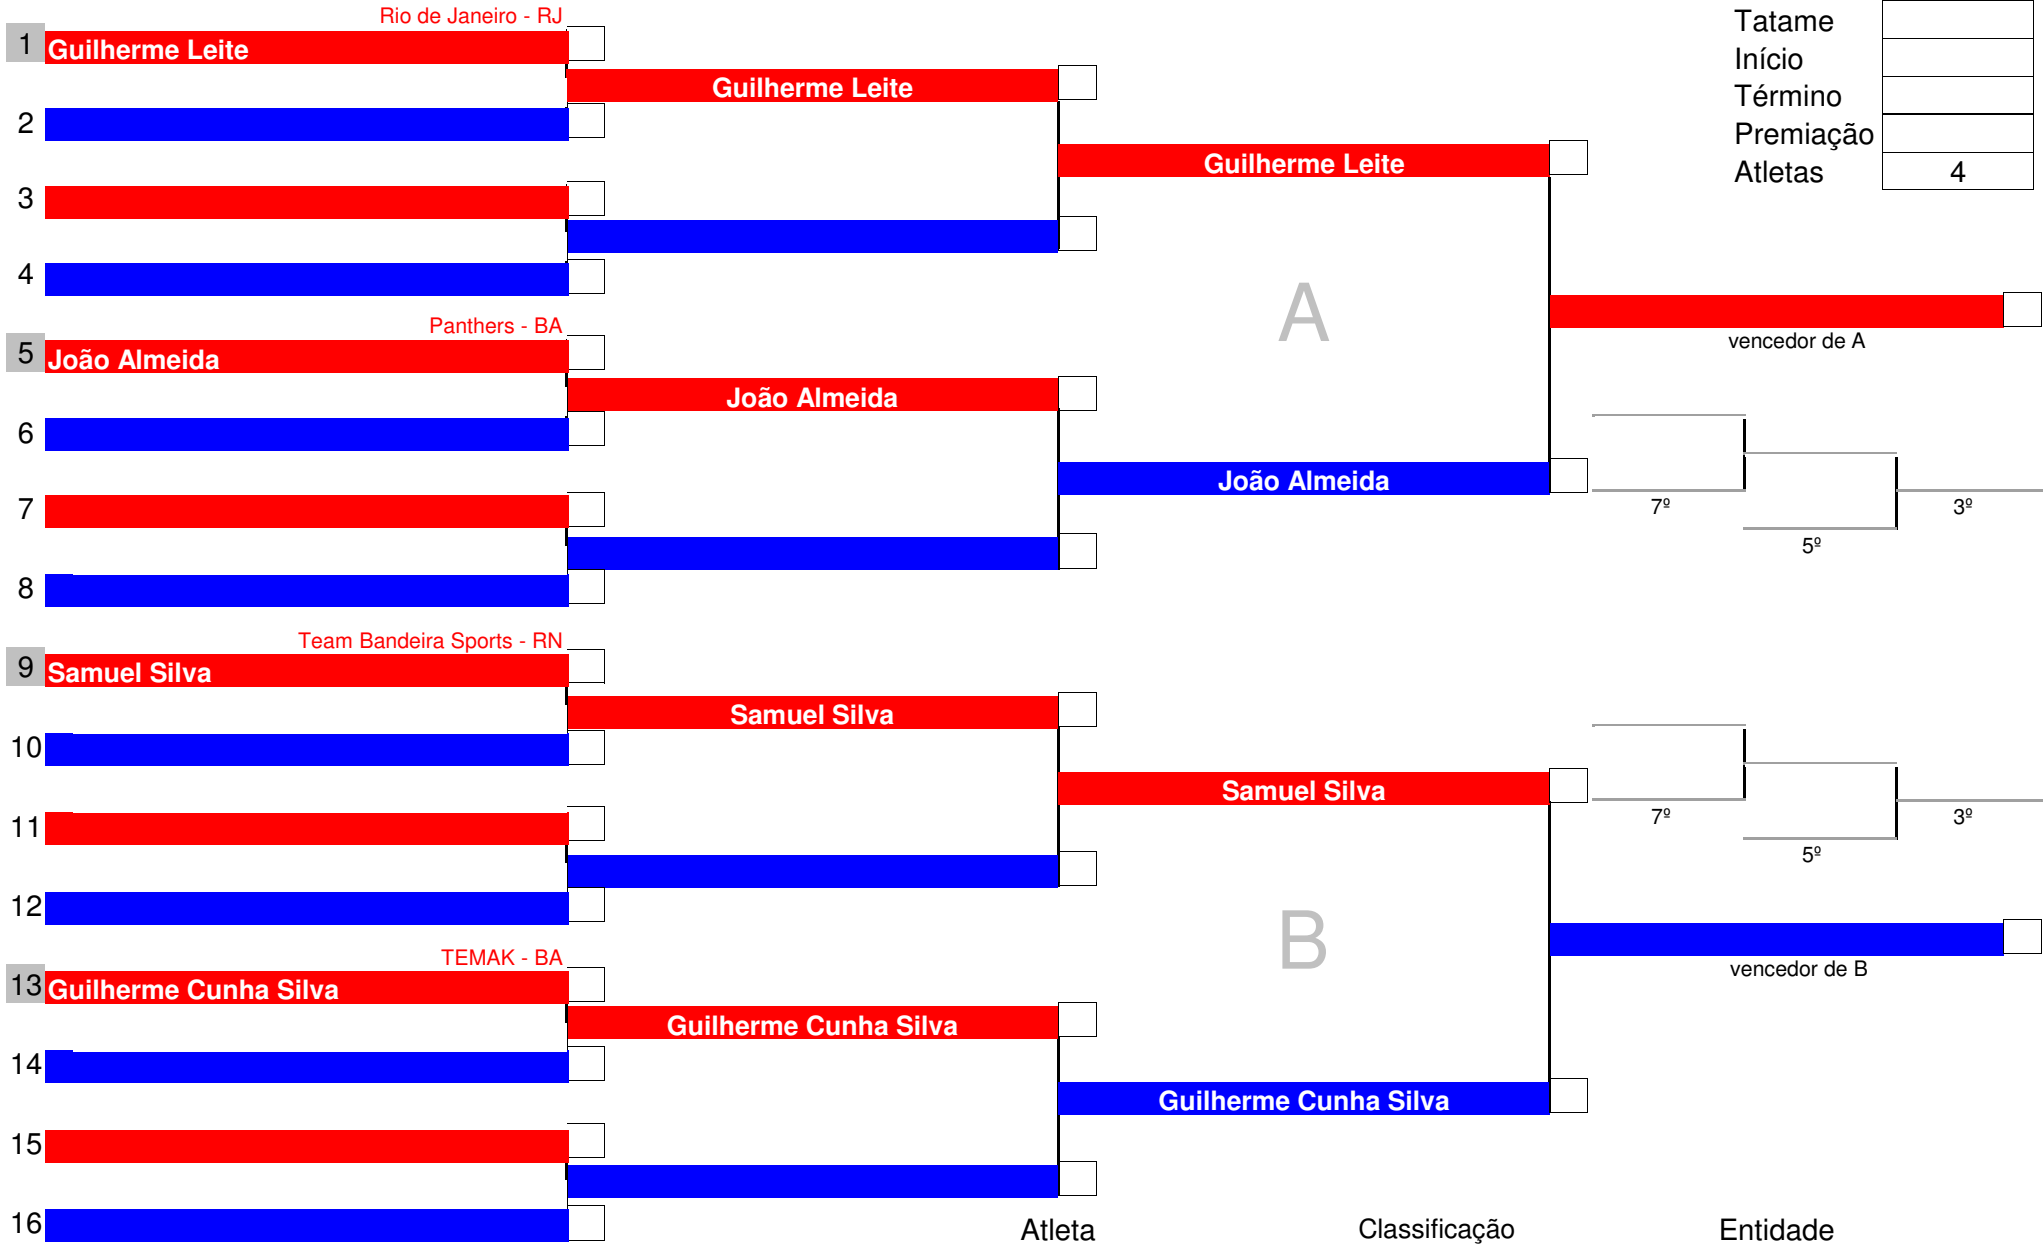 Rio de Janeiro - RJ
1 Guilherme Leite
Guilherme Leite
2
Guilherme Leite
3
4
Panthers - BA
5 João Almeida
João Almeida
6
João Almeida
7
8
A
vencedor de A
7º
5º
3º
Tatame
Início
Término
Premiação
Atletas 4
Team Bandeira Sports - RN
9 Samuel Silva
Samuel Silva
10
Samuel Silva
11
12
TEMAK - BA
13 Guilherme Cunha Silva
Guilherme Cunha Silva
14
Guilherme Cunha Silva
15
16
B
7º
5º
3º
vencedor de B
Atleta Classificação Entidade